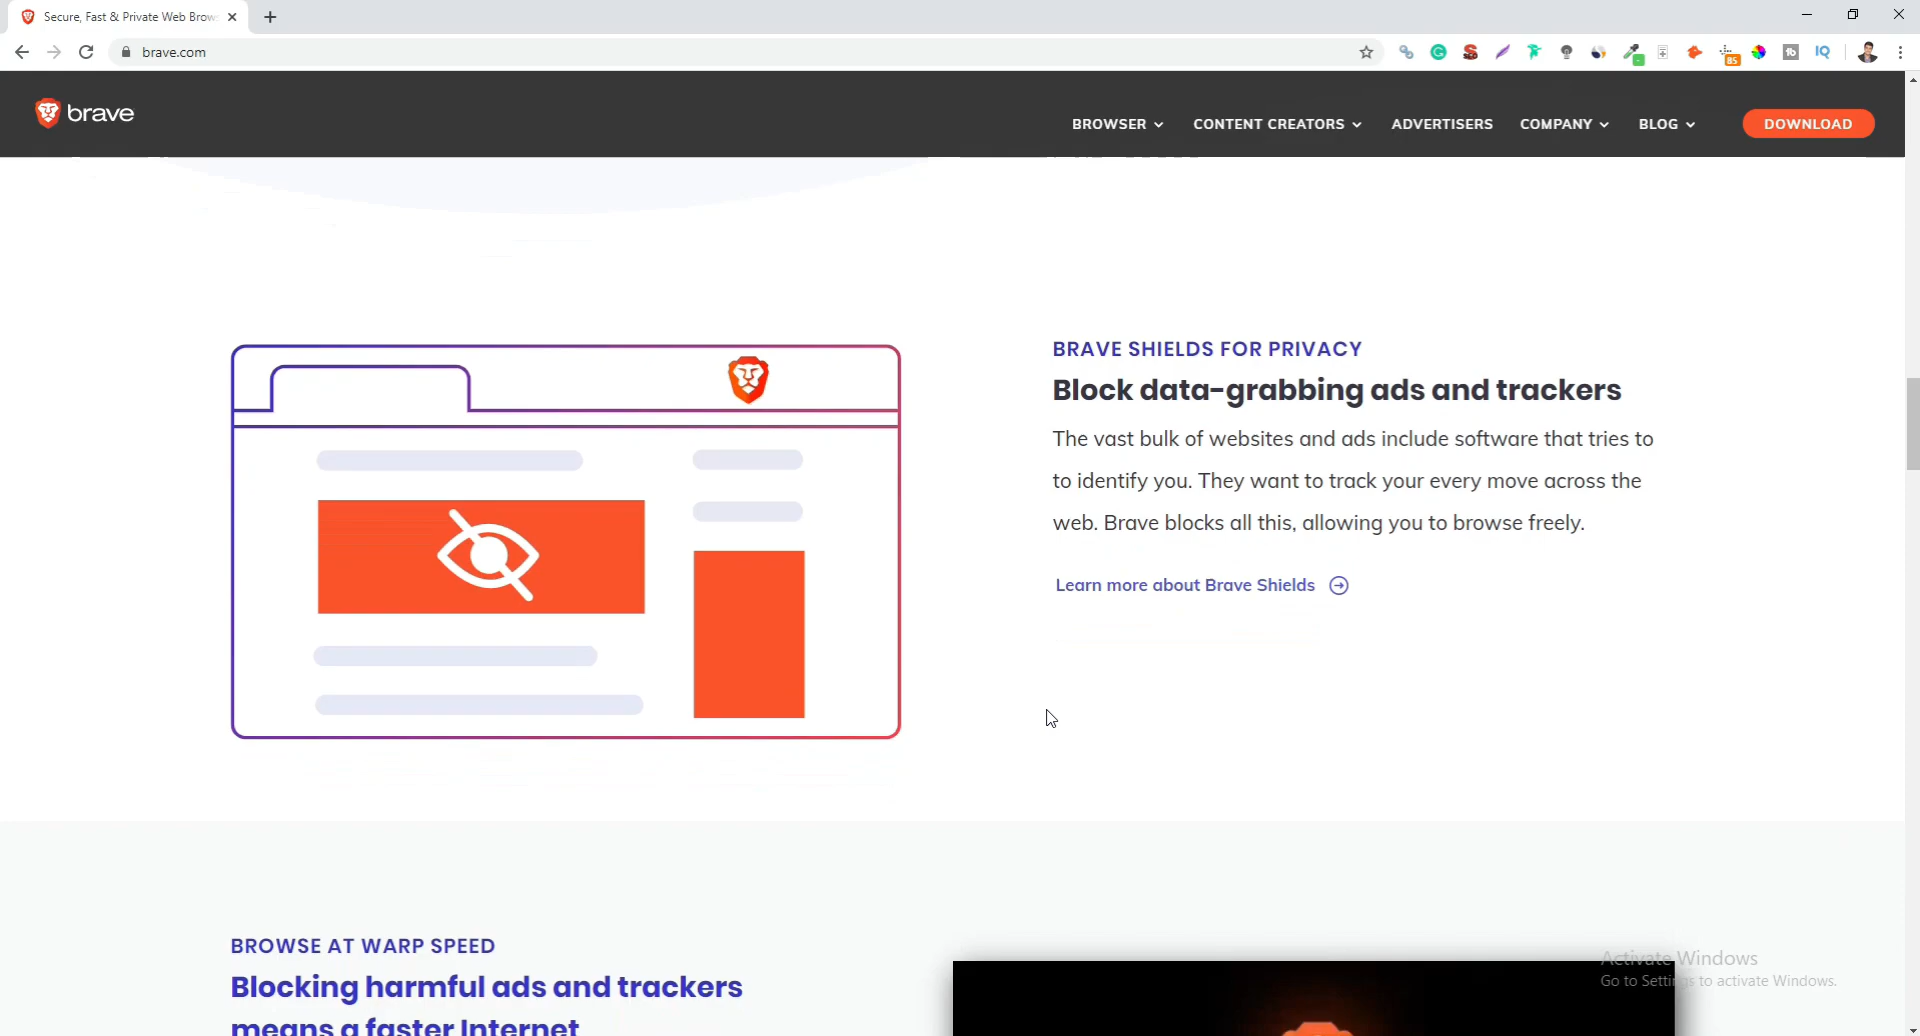 Secure, Fast & Private Web Brow
brave.com
85
IQ
brave
BROWSER
CONTENT CREATORS
ADVERTISERS
COMPANY
BLOG
DOWNLOAD
BRAVE SHIELDS FOR PRIVACY
Block data-grabbing ads and trackers
The vast bulk of websites and ads include software that tries to
to identify you. They want to track your every move across the
web. Brave blocks all this, allowing you to browse freely.
Learn more about Brave Shields
BROWSE AT WARP SPEED
Blocking harmful ads and trackers
means a faster Internet
Activate Windows
Go to Settings to activate Windows.